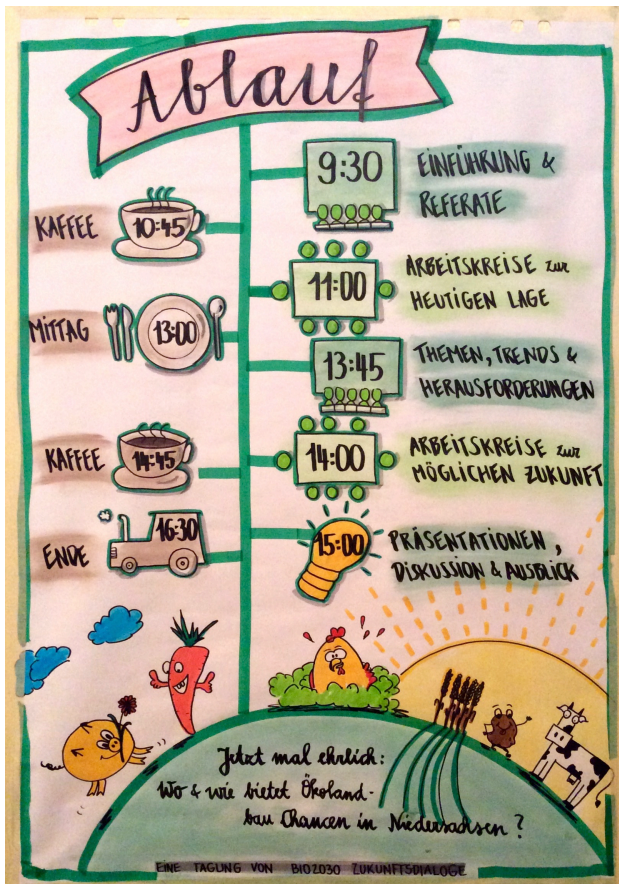 Ablauf
9:30
EINFÜHRUNG &
REFERATE
KAFFEE
10:45
11:00
ARBEITSKREISE zur
HEUTIGEN LAGE
MITTAG
13:00
13:45
THEMEN, TRENDS &
HERAUSFORDERUNGEN
14:00
ARBEITSKREISE zur
MÖGLICHEN ZUKUNFT
KAFFEE
14:45
15:00
PRÄSENTATIONEN,
DISKUSSION & AUSBLICK
ENDE
16:30
Jetzt mal ehrlich:
Wo & wie bietet Ökoland-
bau Chancen in Niedersachsen?
EINE TAGUNG VON BIO2030 ZUKUNFTSDIALOGE